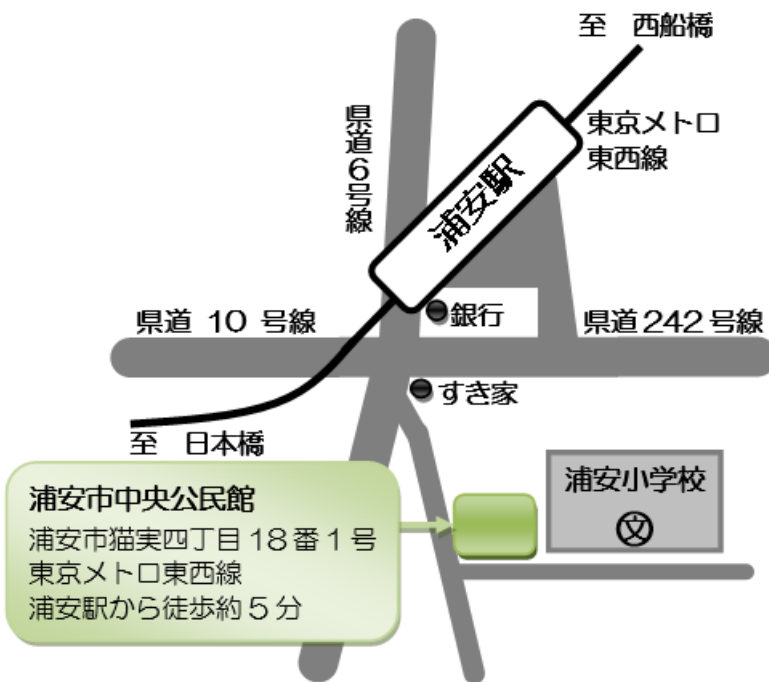 至 西船橋
県道6号線
東京メトロ
東西線
浦安駅
銀行
県道 10 号線
県道242号線
すき家
至 日本橋
浦安市中央公民館
浦安市猫実四丁目18番1号
東京メトロ東西線
浦安駅から徒歩約5分
浦安小学校
文